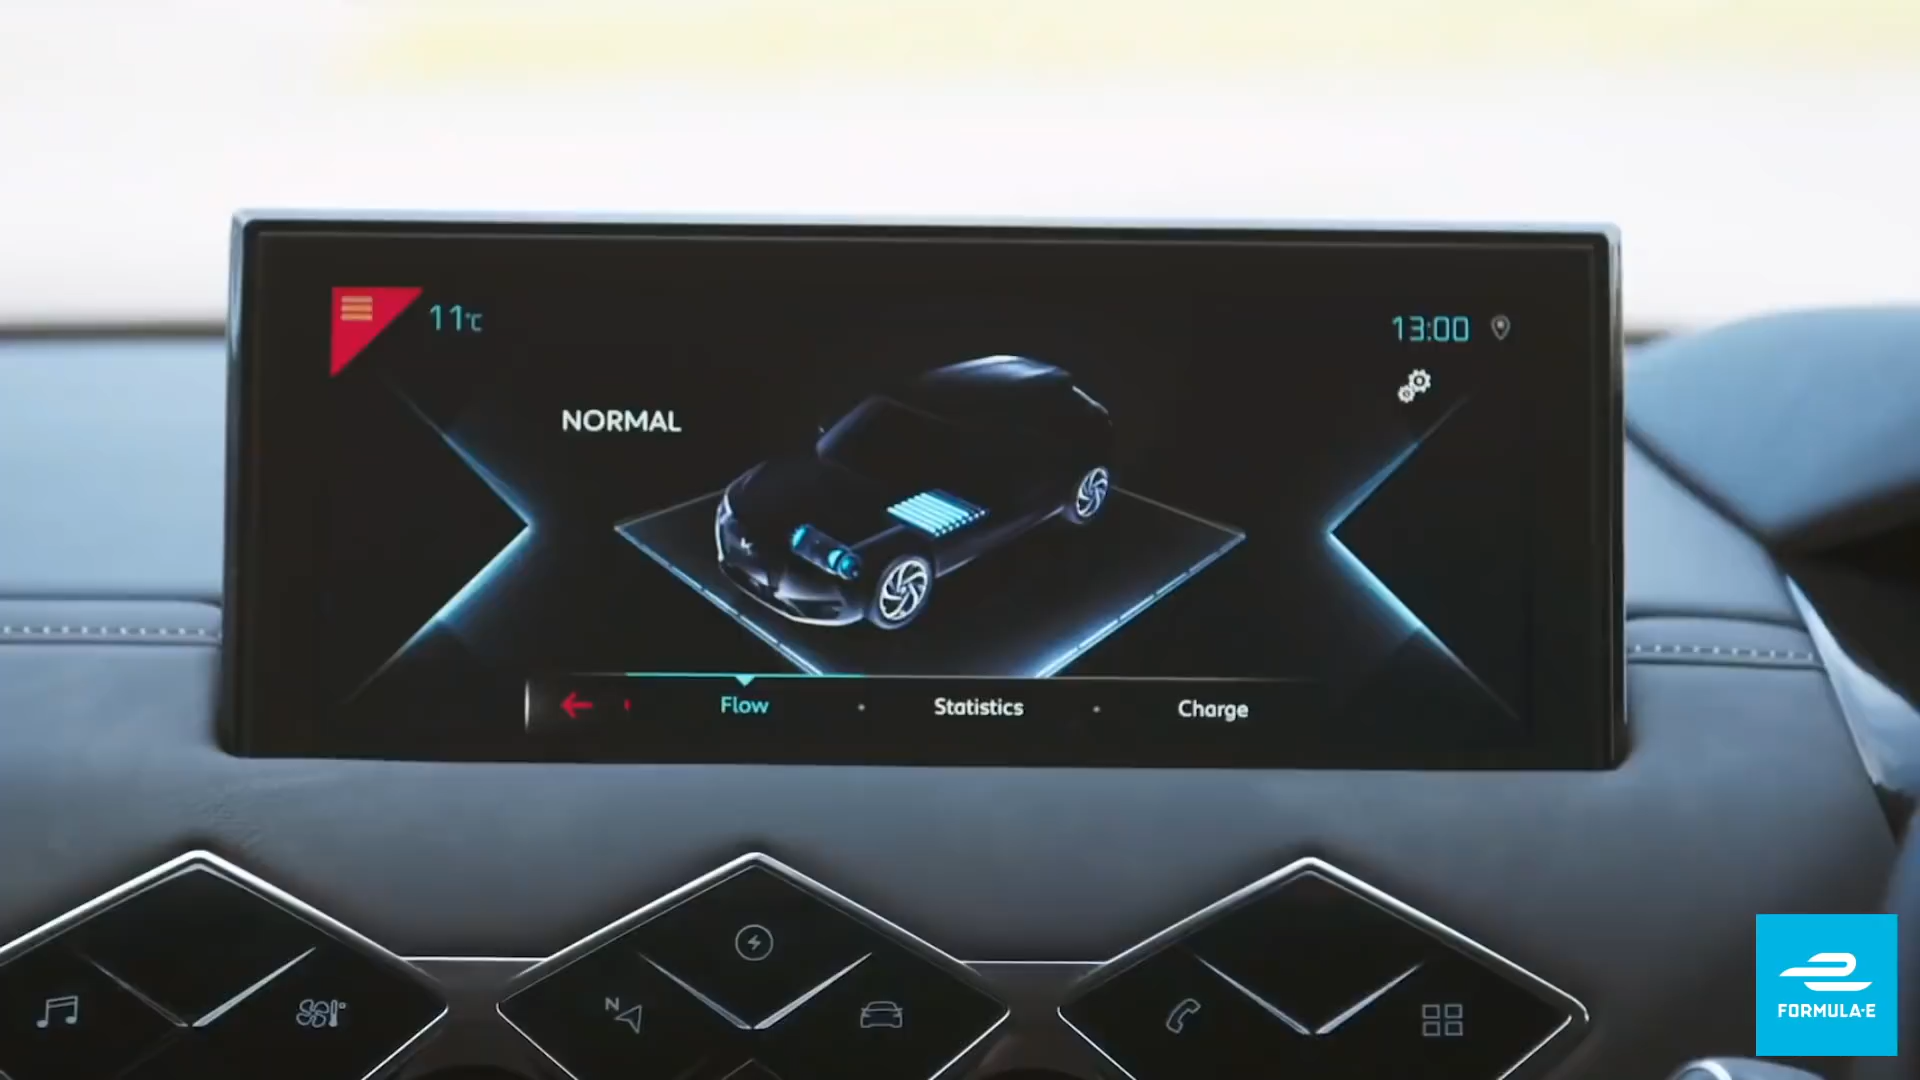 11°C
13:00
NORMAL
Flow
Statistics
Charge
N
FORMULA-E